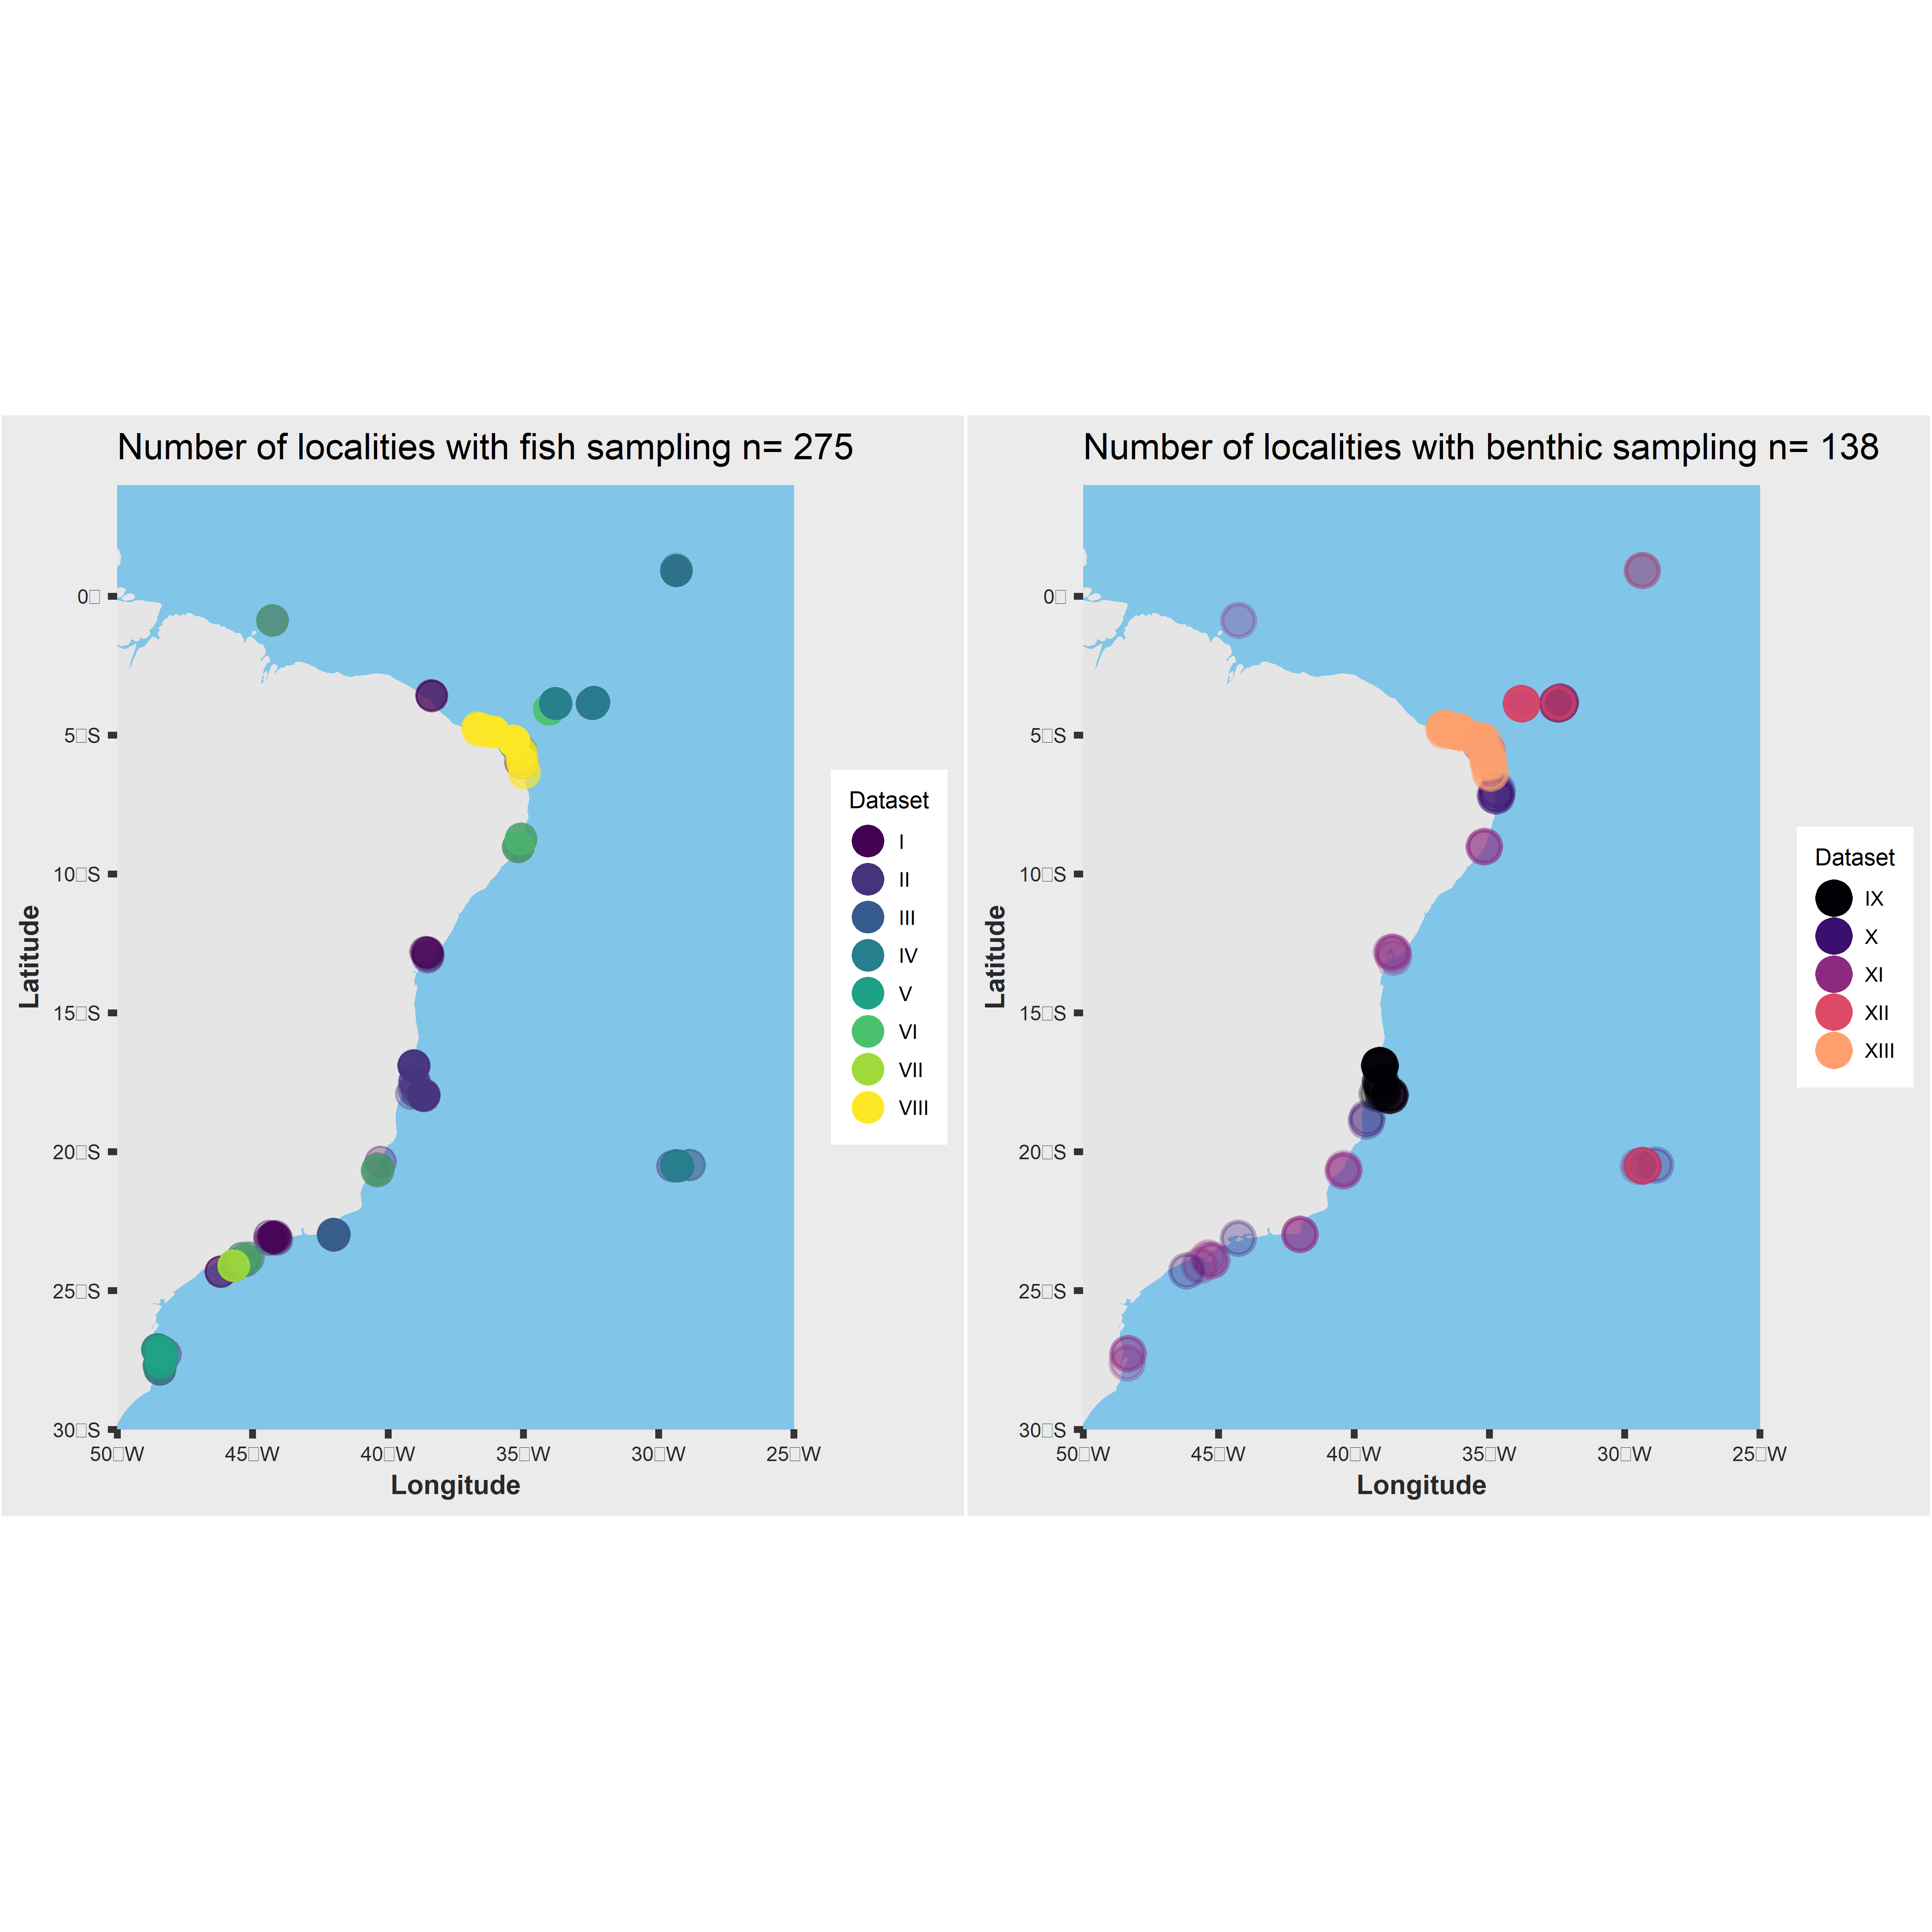 Number of localities with fish sampling n= 275
0□
5□S
10□S
15□S
20□S
25□S
30□S
Latitude
50□W 45□W 40□W 35□W 30□W 25□W
Longitude
Dataset
I
II
III
IV
V
VI
VII
VIII
Number of localities with benthic sampling n= 138
0□
5□S
10□S
15□S
20□S
25□S
30□S
Latitude
50□W 45□W 40□W 35□W 30□W 25□W
Longitude
Dataset
IX
X
XI
XII
XIII